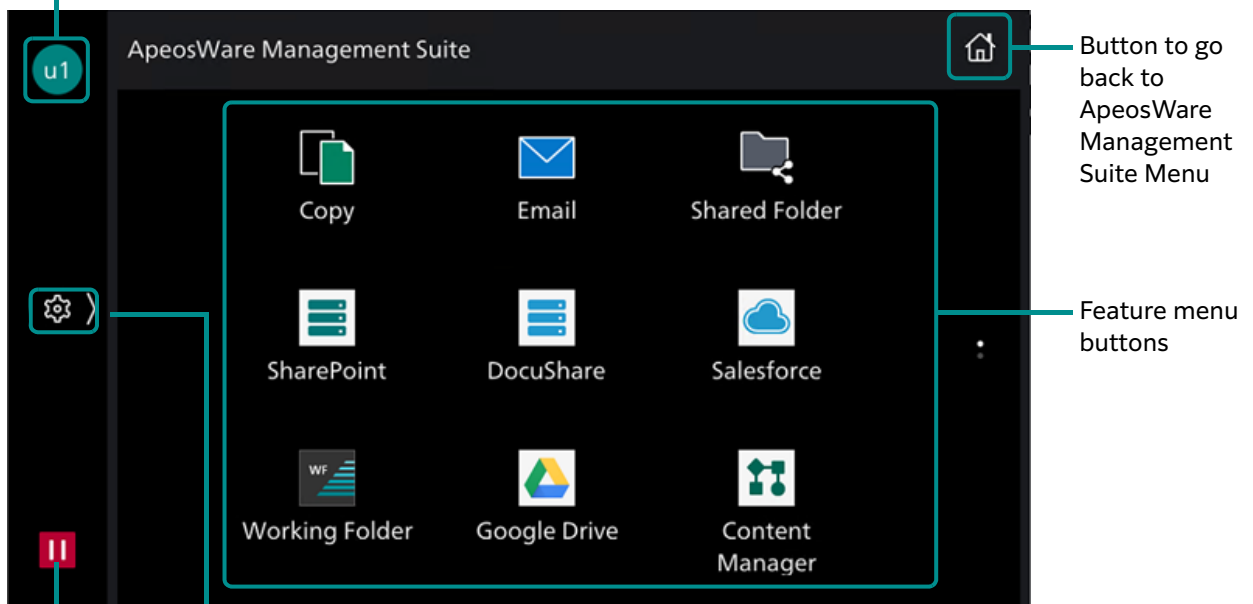 u1
ApeosWare Management Suite
Button to go
back to
ApeosWare
Management
Suite Menu
Copy
Email
Shared Folder
Feature menu
buttons
SharePoint
DocuShare
Salesforce
WF
Working Folder
Google Drive
Content
Manager